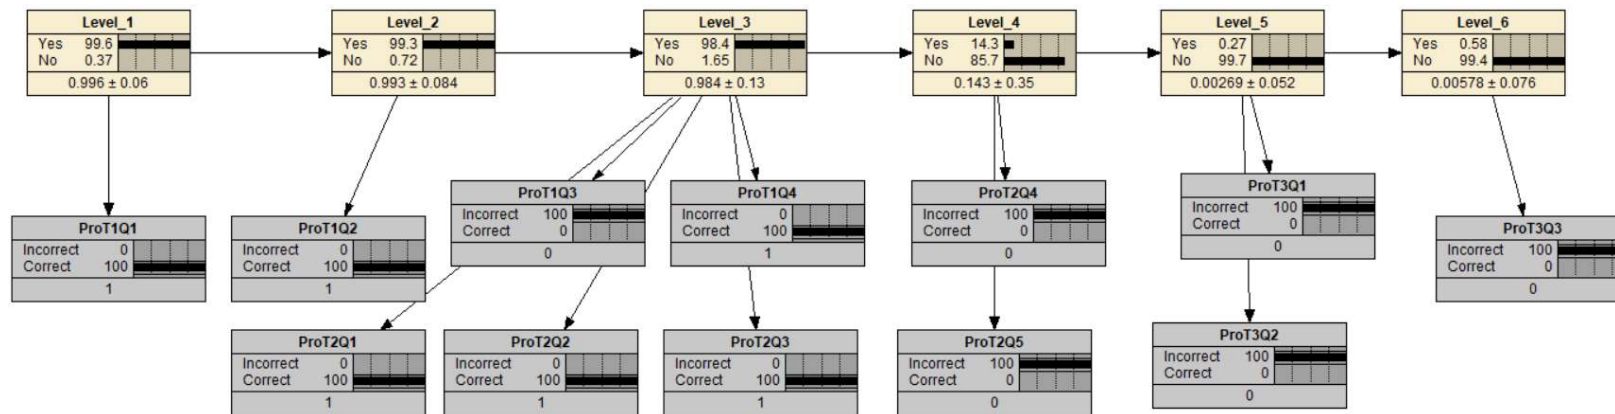 Level_1
Yes 99.6
No 0.37
0.996 ± 0.06
Level_2
Yes 99.3
No 0.72
0.993 ± 0.084
Level_3
Yes 98.4
No 1.65
0.984 ± 0.13
Level_4
Yes 14.3
No 85.7
0.143 ± 0.35
Level_5
Yes 0.27
No 99.7
0.00269 ± 0.052
Level_6
Yes 0.58
No 99.4
0.00578 ± 0.076
ProT1Q1
Incorrect 0
Correct 100
1
ProT1Q2
Incorrect 0
Correct 100
1
ProT1Q3
Incorrect 100
Correct 0
0
ProT1Q4
Incorrect 0
Correct 100
1
ProT2Q4
Incorrect 100
Correct 0
0
ProT3Q1
Incorrect 100
Correct 0
0
ProT3Q3
Incorrect 100
Correct 0
0
ProT2Q1
Incorrect 0
Correct 100
1
ProT2Q2
Incorrect 0
Correct 100
1
ProT2Q3
Incorrect 0
Correct 100
1
ProT2Q5
Incorrect 100
Correct 0
0
ProT3Q2
Incorrect 100
Correct 0
0